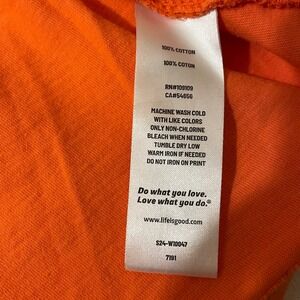 100% COTTON
100% COTON
RN#109109
CA#54656
MACHINE WASH COLD
WITH LIKE COLORS
ONLY NON-CHLORINE
BLEACH WHEN NEEDED
TUMBLE DRY LOW
WARM IRON IF NEEDED
DO NOT IRON ON PRINT
Do what you love.
Love what you do.®
www.lifeisgood.com
S24-W10047
7191